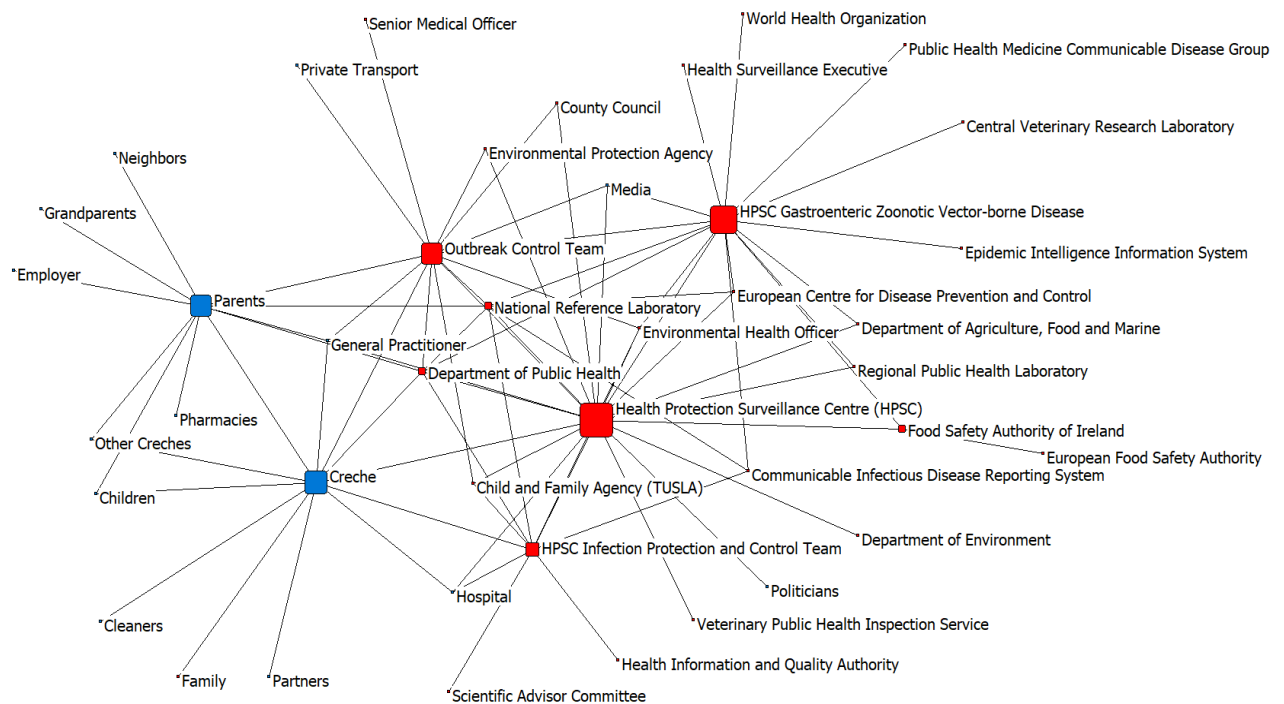 World Health Organization
Senior Medical Officer
Public Health Medicine Communicable Disease Group
Private Transport
Health Surveillance Executive
County Council
Central Veterinary Research Laboratory
Environmental Protection Agency
Neighbors
Media
HPSC Gastroenteric Zoonotic Vector-borne Disease
Grandparents
Outbreak Control Team
Epidemic Intelligence Information System
Employer
Parents
European Centre for Disease Prevention and Control
National Reference Laboratory
Environmental Health Officer
Department of Agriculture, Food and Marine
General Practitioner
Department of Public Health
Regional Public Health Laboratory
Health Protection Surveillance Centre (HPSC)
Pharmacies
Food Safety Authority of Ireland
Other Creches
European Food Safety Authority
Creche
Communicable Infectious Disease Reporting System
Child and Family Agency (TUSLA)
Children
Department of Environment
HPSC Infection Protection and Control Team
Politicians
Hospital
Cleaners
Veterinary Public Health Inspection Service
Health Information and Quality Authority
Family
Partners
Scientific Advisor Committee